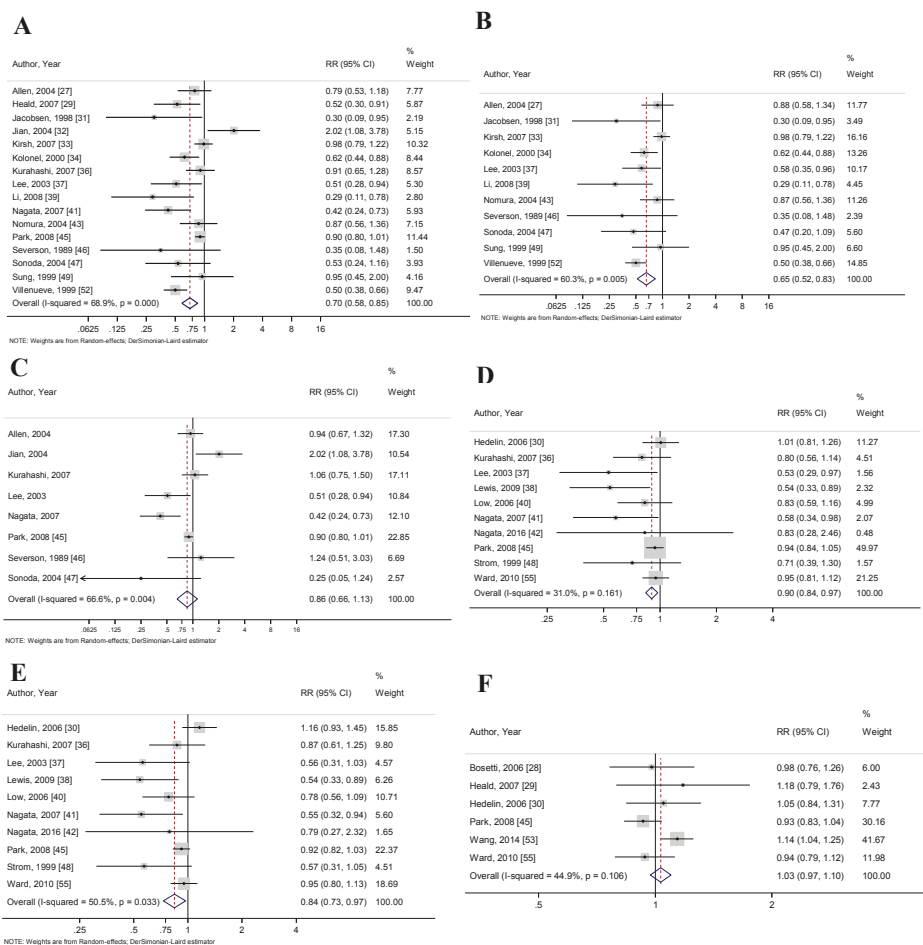 A
%
Author, Year RR (95% CI) Weight
Allen, 2004 [27] 0.79 (0.53, 1.18) 7.77
Heald, 2007 [29] 0.52 (0.30, 0.91) 5.87
Jacobsen, 1998 [31] 0.30 (0.09, 0.95) 2.19
Jian, 2004 [32] 2.02 (1.08, 3.78) 5.15
Kirsh, 2007 [33] 0.98 (0.79, 1.22) 10.32
Kolonel, 2000 [34] 0.62 (0.44, 0.88) 8.44
Kurahashi, 2007 [36] 0.91 (0.65, 1.28) 8.57
Lee, 2003 [37] 0.51 (0.28, 0.94) 5.30
Li, 2008 [39] 0.29 (0.11, 0.78) 2.80
Nagata, 2007 [41] 0.42 (0.24, 0.73) 5.93
Nomura, 2004 [43] 0.87 (0.56, 1.36) 7.15
Park, 2008 [45] 0.90 (0.80, 1.01) 11.44
Severson, 1989 [46] 0.35 (0.08, 1.48) 1.50
Sonoda, 2004 [47] 0.53 (0.24, 1.16) 3.93
Sung, 1999 [49] 0.95 (0.45, 2.00) 4.16
Villenueve, 1999 [52] 0.50 (0.38, 0.66) 9.47
Overall (I-squared = 68.9%, p = 0.000) 0.70 (0.58, 0.85) 100.00
.0625 .125 .25 .5 .75 1 2 4 8 16
NOTE: Weights are from Random-effects; DerSimonian-Laird estimator
B
%
Author, Year RR (95% CI) Weight
Allen, 2004 [27] 0.88 (0.58, 1.34) 11.77
Jacobsen, 1998 [31] 0.30 (0.09, 0.95) 3.49
Kirsh, 2007 [33] 0.98 (0.79, 1.22) 16.16
Kolonel, 2000 [34] 0.62 (0.44, 0.88) 13.26
Lee, 2003 [37] 0.58 (0.35, 0.96) 10.17
Li, 2008 [39] 0.29 (0.11, 0.78) 4.45
Nomura, 2004 [43] 0.87 (0.56, 1.36) 11.26
Severson, 1989 [46] 0.35 (0.08, 1.48) 2.39
Sonoda, 2004 [47] 0.47 (0.20, 1.09) 5.60
Sung, 1999 [49] 0.95 (0.45, 2.00) 6.60
Villenueve, 1999 [52] 0.50 (0.38, 0.66) 14.85
Overall (I-squared = 60.3%, p = 0.005) 0.65 (0.52, 0.83) 100.00
.0625 .125 .25 .5 .7 1 2 4 8 16
NOTE: Weights are from Random-effects; DerSimonian-Laird estimator
C
%
Author, Year RR (95% CI) Weight
Allen, 2004 0.94 (0.67, 1.32) 17.30
Jian, 2004 2.02 (1.08, 3.78) 10.54
Kurahashi, 2007 1.06 (0.75, 1.50) 17.11
Lee, 2003 0.51 (0.28, 0.94) 10.84
Nagata, 2007 0.42 (0.24, 0.73) 12.10
Park, 2008 [45] 0.90 (0.80, 1.01) 22.85
Severson, 1989 [46] 1.24 (0.51, 3.03) 6.69
Sonoda, 2004 [47] 0.25 (0.05, 1.24) 2.57
Overall (I-squared = 66.6%, p = 0.004) 0.86 (0.66, 1.13) 100.00
.0625 .125 .25 .5 .75 1 2 4 8 16
NOTE: Weights are from Random-effects; DerSimonian-Laird estimator
D
%
Author, Year RR (95% CI) Weight
Hedelin, 2006 [30] 1.01 (0.81, 1.26) 11.27
Kurahashi, 2007 [36] 0.80 (0.56, 1.14) 4.51
Lee, 2003 [37] 0.53 (0.29, 0.97) 1.56
Lewis, 2009 [38] 0.54 (0.33, 0.89) 2.32
Low, 2006 [40] 0.83 (0.59, 1.16) 4.99
Nagata, 2007 [41] 0.58 (0.34, 0.98) 2.07
Nagata, 2016 [42] 0.83 (0.28, 2.46) 0.48
Park, 2008 [45] 0.94 (0.84, 1.05) 49.97
Strom, 1999 [48] 0.71 (0.39, 1.30) 1.57
Ward, 2010 [55] 0.95 (0.81, 1.12) 21.25
Overall (I-squared = 31.0%, p = 0.161) 0.90 (0.84, 0.97) 100.00
.25 .5 .75 1 2 4
E
%
Author, Year RR (95% CI) Weight
Hedelin, 2006 [30] 1.16 (0.93, 1.45) 15.85
Kurahashi, 2007 [36] 0.87 (0.61, 1.25) 9.80
Lee, 2003 [37] 0.56 (0.31, 1.03) 4.57
Lewis, 2009 [38] 0.54 (0.33, 0.89) 6.26
Low, 2006 [40] 0.78 (0.56, 1.09) 10.71
Nagata, 2007 [41] 0.55 (0.32, 0.94) 5.60
Nagata, 2016 [42] 0.79 (0.27, 2.32) 1.65
Park, 2008 [45] 0.92 (0.82, 1.03) 22.37
Strom, 1999 [48] 0.57 (0.31, 1.05) 4.51
Ward, 2010 [55] 0.95 (0.80, 1.13) 18.69
Overall (I-squared = 50.5%, p = 0.033) 0.84 (0.73, 0.97) 100.00
.25 .5 .75 1 2 4
NOTE: Weights are from Random-effects; DerSimonian-Laird estimator
F
%
Author, Year RR (95% CI) Weight
Bosetti, 2006 [28] 0.98 (0.76, 1.26) 6.00
Heald, 2007 [29] 1.18 (0.79, 1.76) 2.43
Hedelin, 2006 [30] 1.05 (0.84, 1.31) 7.77
Park, 2008 [45] 0.93 (0.83, 1.04) 30.16
Wang, 2014 [53] 1.14 (1.04, 1.25) 41.67
Ward, 2010 [55] 0.94 (0.79, 1.12) 11.98
Overall (I-squared = 44.9%, p = 0.106) 1.03 (0.97, 1.10) 100.00
.5 1 2